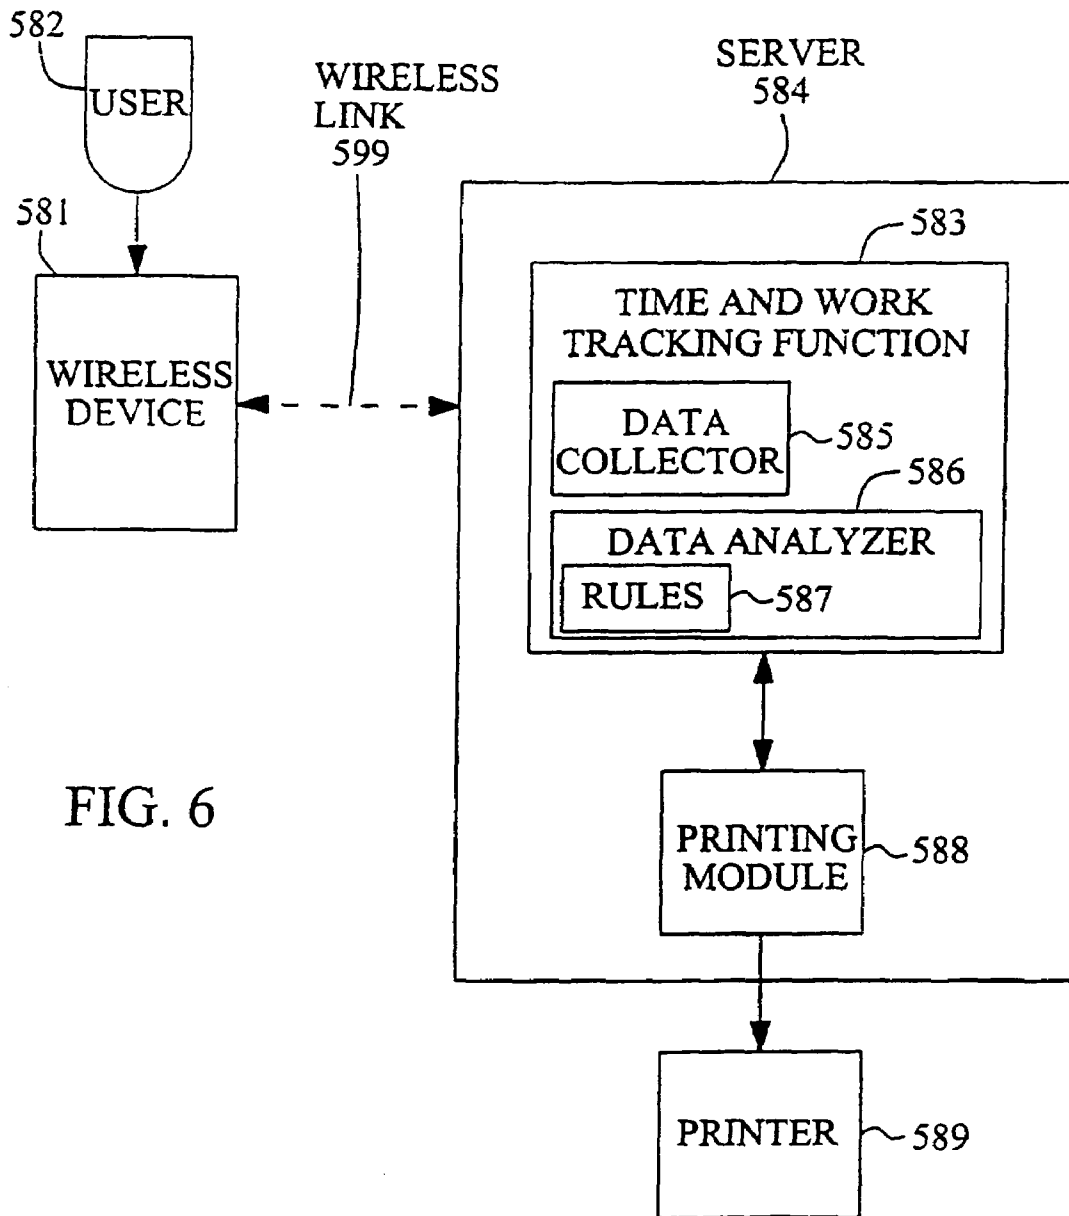 582
USER
WIRELESS
LINK
599
SERVER
584
581
WIRELESS
DEVICE
583
TIME AND WORK
TRACKING FUNCTION
DATA
COLLECTOR
585
586
DATA ANALYZER
RULES
587
FIG. 6
PRINTING
MODULE
588
PRINTER
589